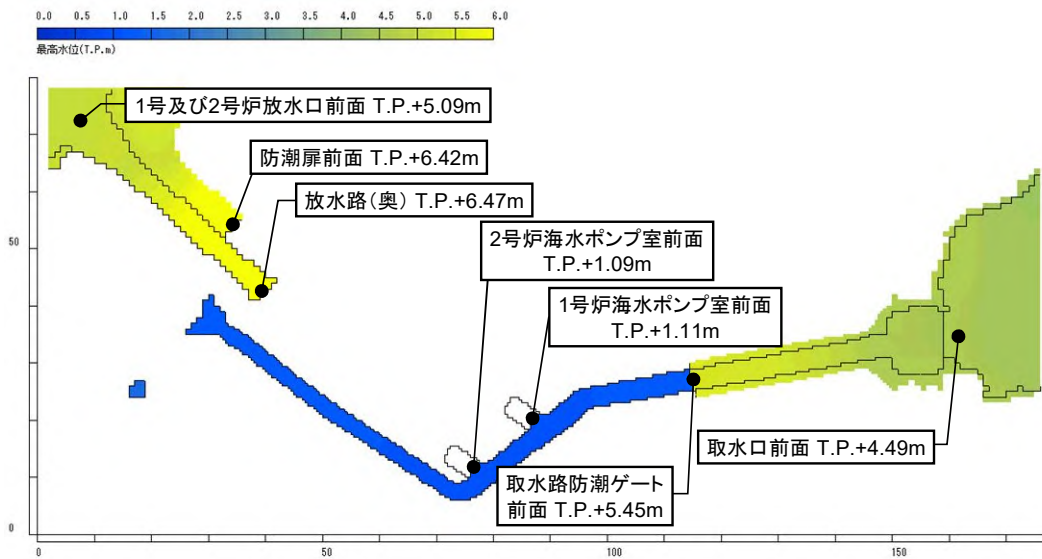 0.0 0.5 1.0 1.5 2.0 2.5 3.0 3.5 4.0 4.5 5.0 5.5 6.0
最高水位(T.P.m)
1号及び2号炉放水口前面 T.P.+5.09m
防潮扉前面 T.P.+6.42m
放水路(奥) T.P.+6.47m
2号炉海水ポンプ室前面
T.P.+1.09m
1号炉海水ポンプ室前面
T.P.+1.11m
取水口前面 T.P.+4.49m
取水路防潮ゲート
前面 T.P.+5.45m
50
0
0 50 100 150